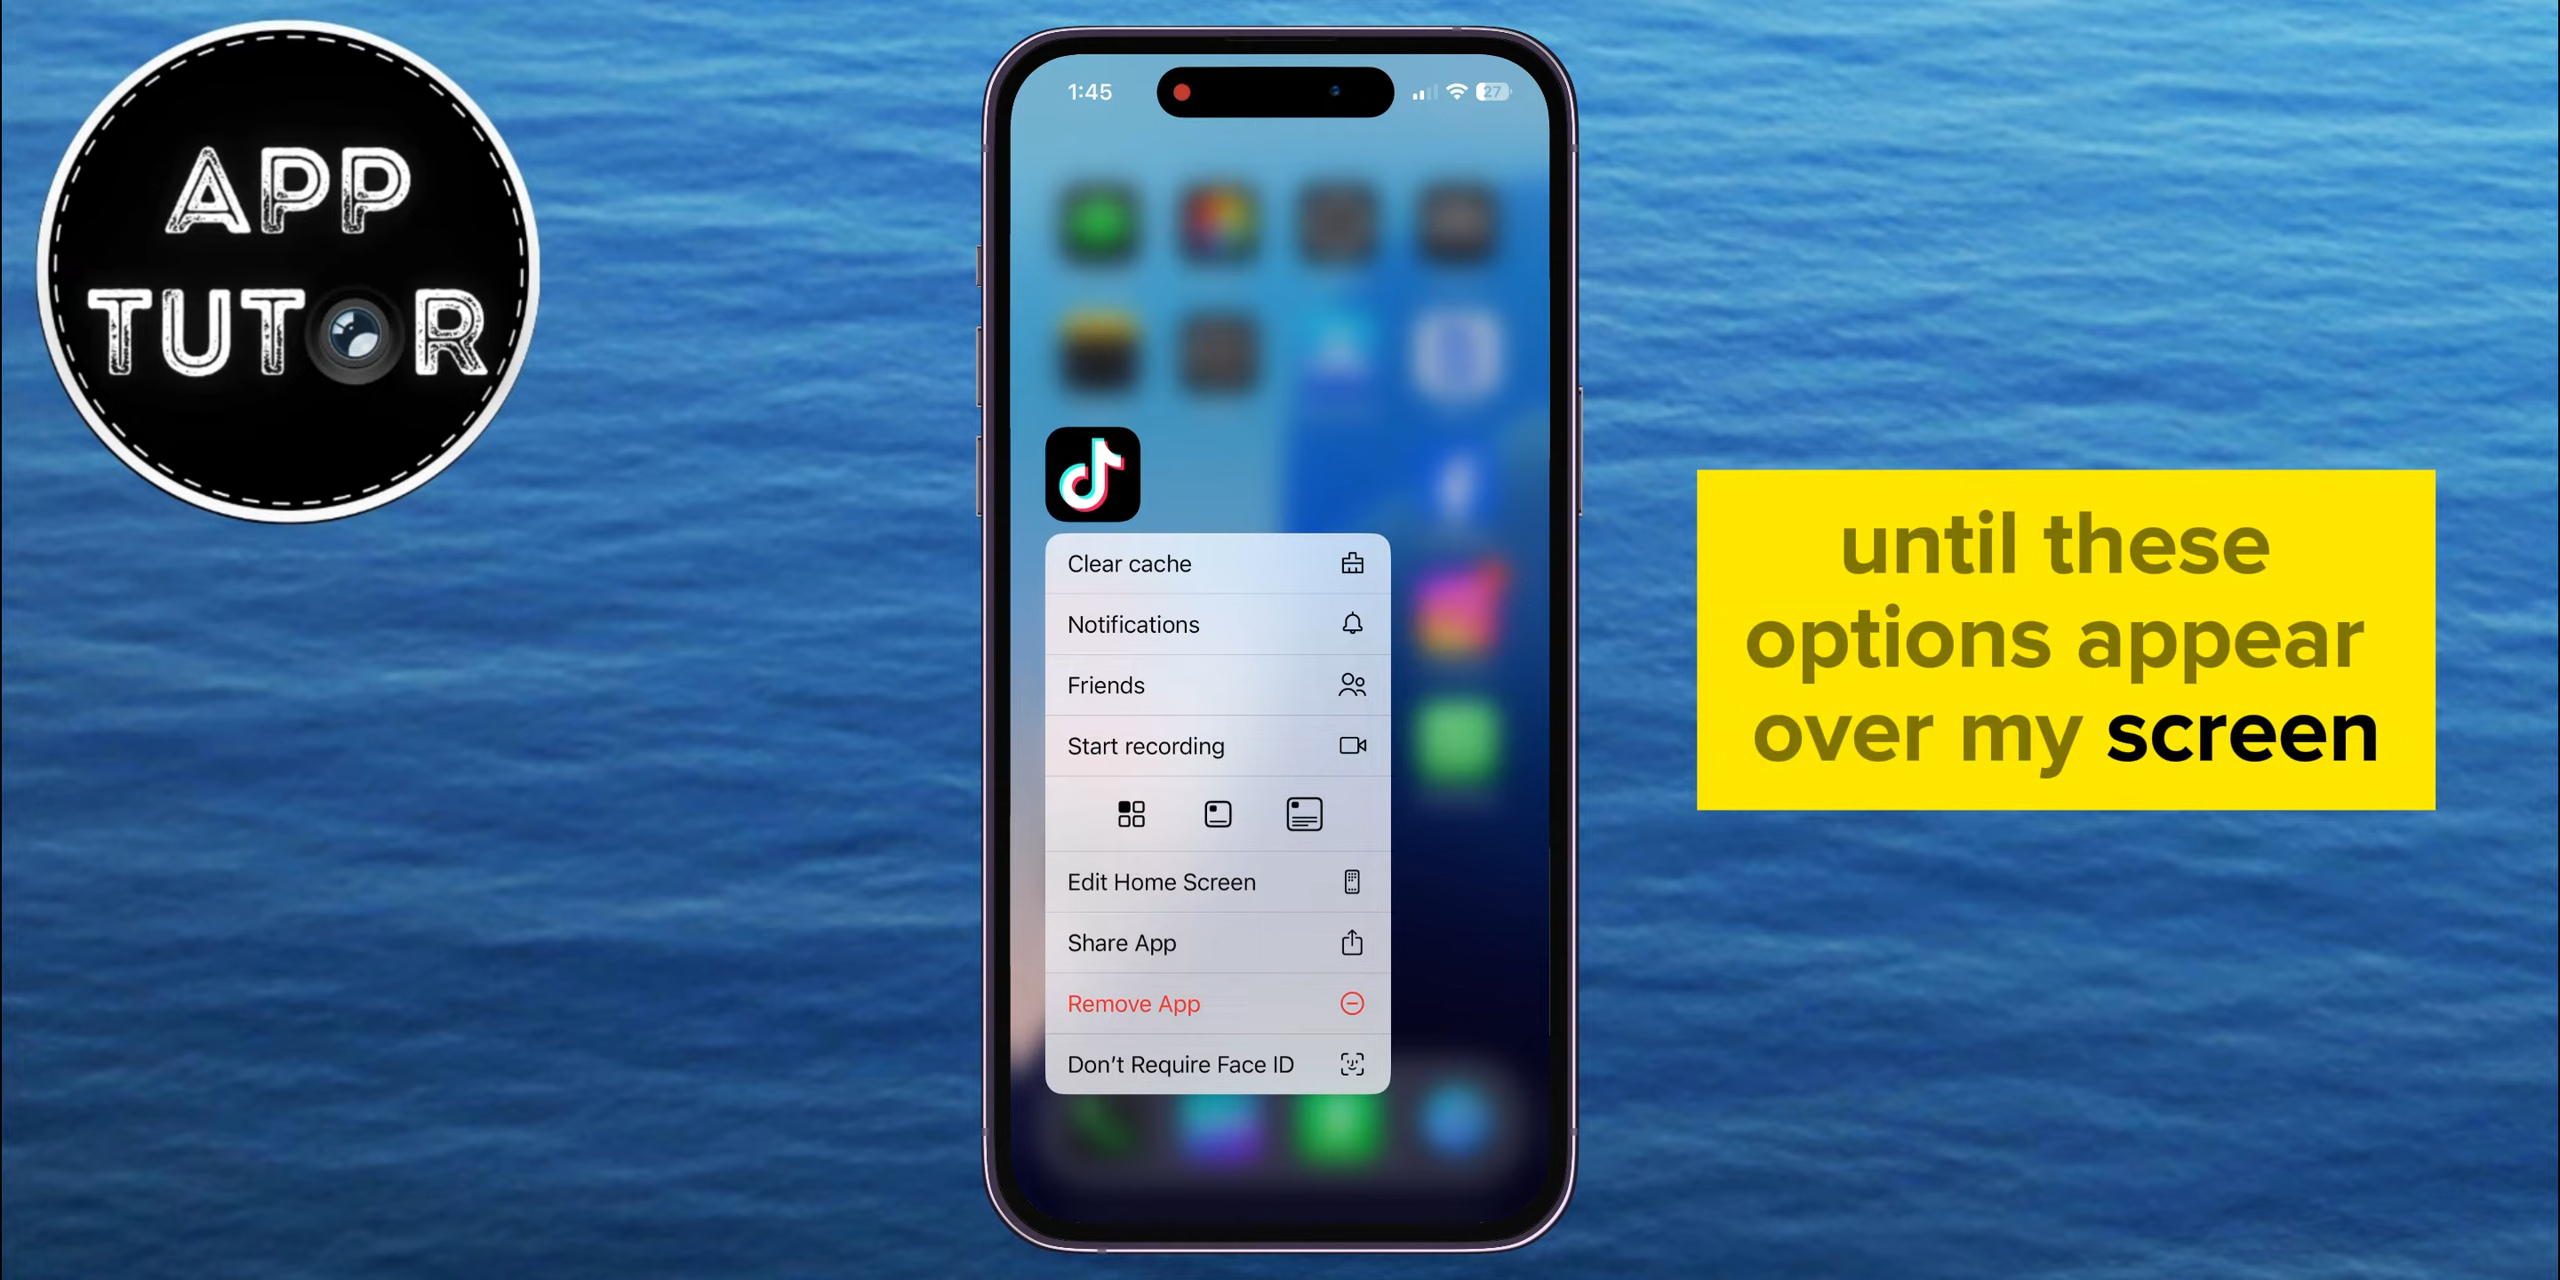 APP
TUTOR
1:45
27
Clear cache
Notifications
Friends
Start recording
Edit Home Screen
Share App
Remove App
Don’t Require Face ID
until these
options appear
over my screen